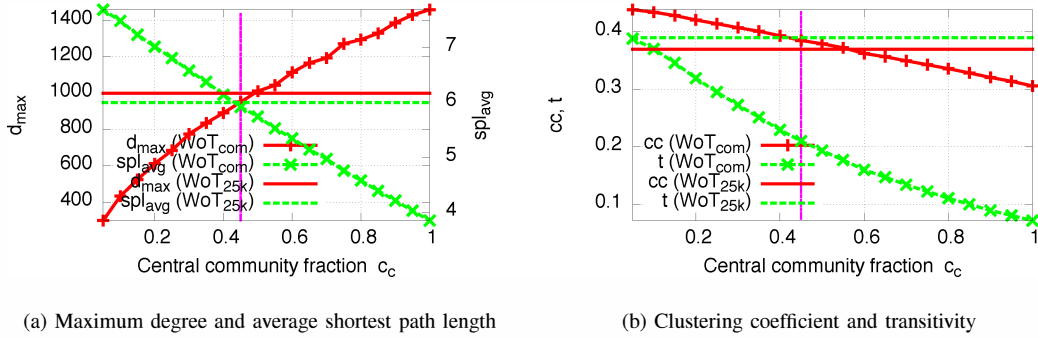 1400
1200
1000
800
600
400
d_max
7
6
5
4
spl_avg
d_max (WoT_com)
spl_avg (WoT_com)
d_max (WoT_25k)
spl_avg (WoT_25k)
0.2 0.4 0.6 0.8 1
Central community fraction c_c
(a) Maximum degree and average shortest path length
0.4
0.3
0.2
0.1
cc, t
cc (WoT_com)
t (WoT_com)
cc (WoT_25k)
t (WoT_25k)
0.2 0.4 0.6 0.8 1
Central community fraction c_c
(b) Clustering coefficient and transitivity